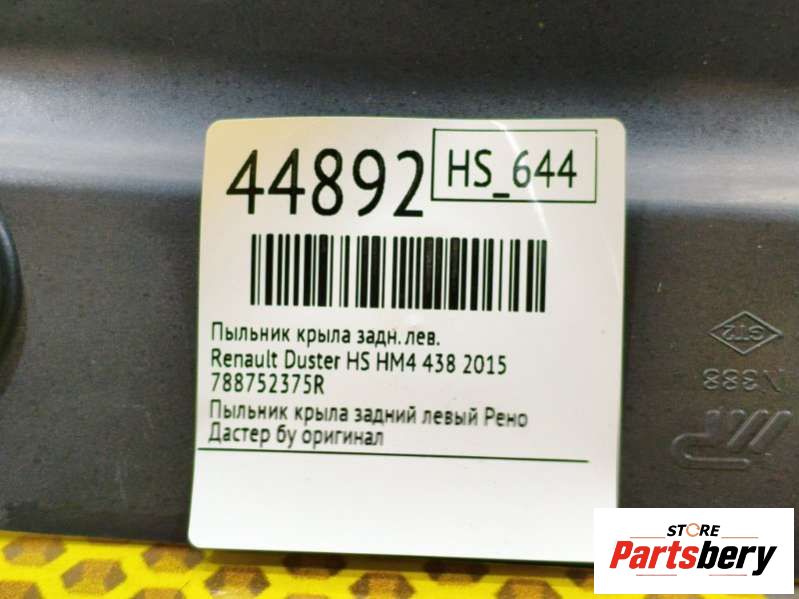 44892
HS_644
Пыльник крыла задн. лев.
Renault Duster HS HM4 438 2015
788752375R
Пыльник крыла задний левый Рено
Дастер бу оригинал
GT2
STORE
Partsbery